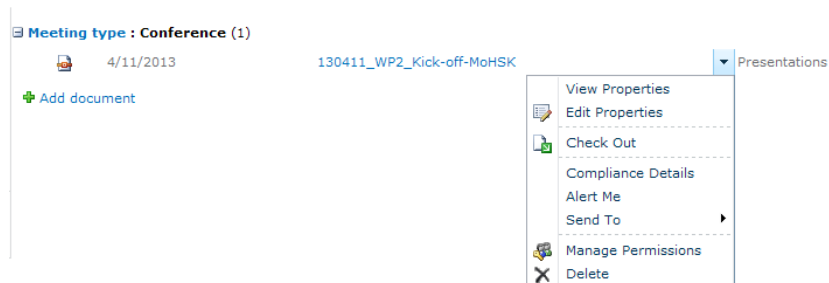 Meeting type : Conference (1)
4/11/2013 130411_WP2_Kick-off-MoHSK Presentations
Add document
View Properties
Edit Properties
Check Out
Compliance Details
Alert Me
Send To
Manage Permissions
Delete